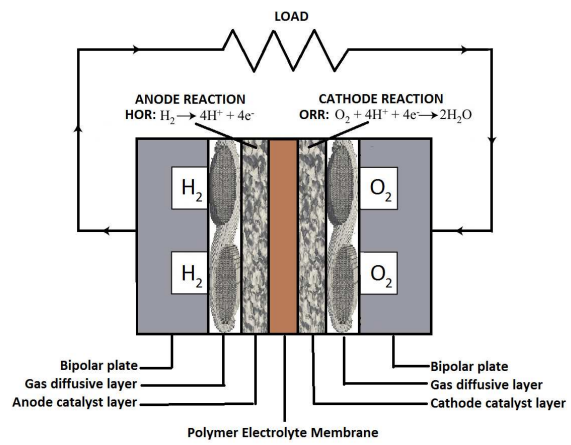 LOAD
ANODE REACTION
HOR: H₂→4H⁺ + 4e⁻
CATHODE REACTION
ORR: O₂ + 4H⁺ + 4e⁻→2H₂O
H₂
O₂
H₂
O₂
Bipolar plate
Gas diffusive layer
Anode catalyst layer
Bipolar plate
Gas diffusive layer
Cathode catalyst layer
Polymer Electrolyte Membrane